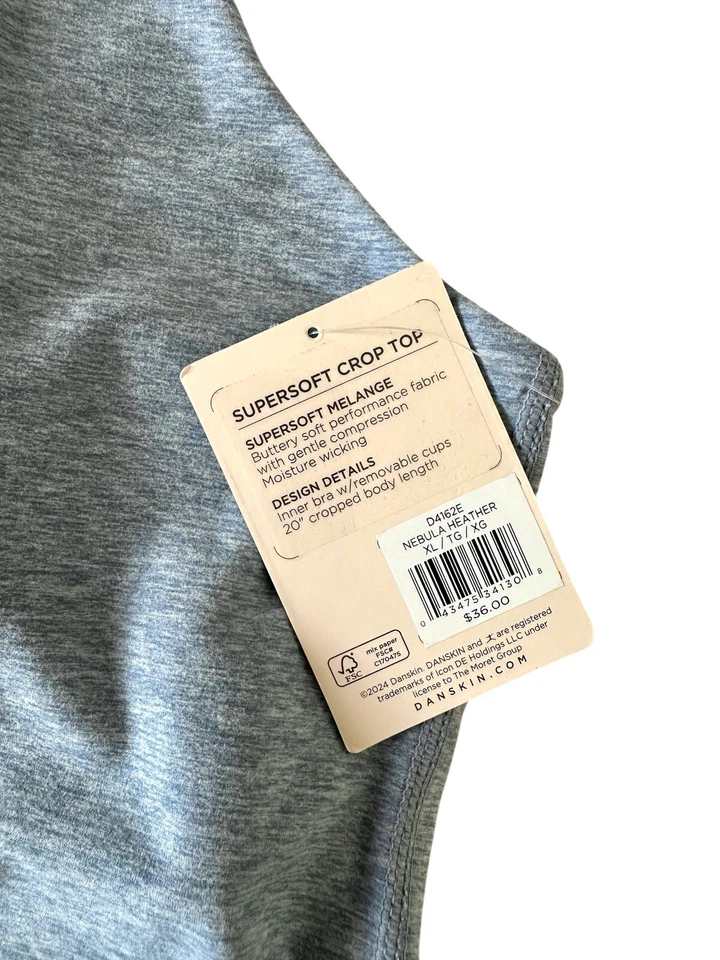 SUPERSOFT CROP TOP
SUPERSOFT MELANGE
Buttery soft performance fabric
with gentle compression
Moisture wicking
DESIGN DETAILS
Inner bra w/removable cups
20" cropped body length
D4162E
NEBULA HEATHER
XL / TG / XG
0 43475 34130 8
$36.00
FSC
mix paper
FSC®
C170475
©2024 Danskin. DANSKIN and are registered
trademarks of Icon DE Holdings LLC under
license to The Moret Group
DANSKIN.COM